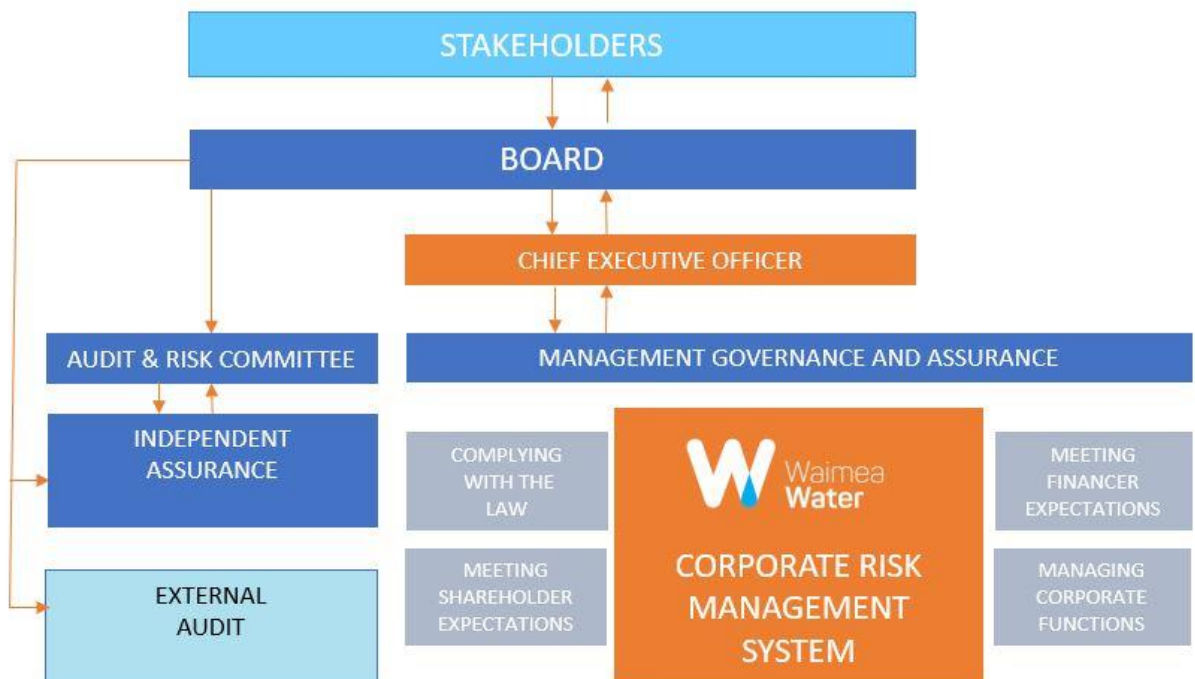 STAKEHOLDERS
BOARD
CHIEF EXECUTIVE OFFICER
AUDIT & RISK COMMITTEE
MANAGEMENT GOVERNANCE AND ASSURANCE
INDEPENDENT
ASSURANCE
EXTERNAL
AUDIT
COMPLYING
WITH THE
LAW
MEETING
SHAREHOLDER
EXPECTATIONS
Waimea
Water
CORPORATE RISK
MANAGEMENT
SYSTEM
MEETING
FINANCER
EXPECTATIONS
MANAGING
CORPORATE
FUNCTIONS